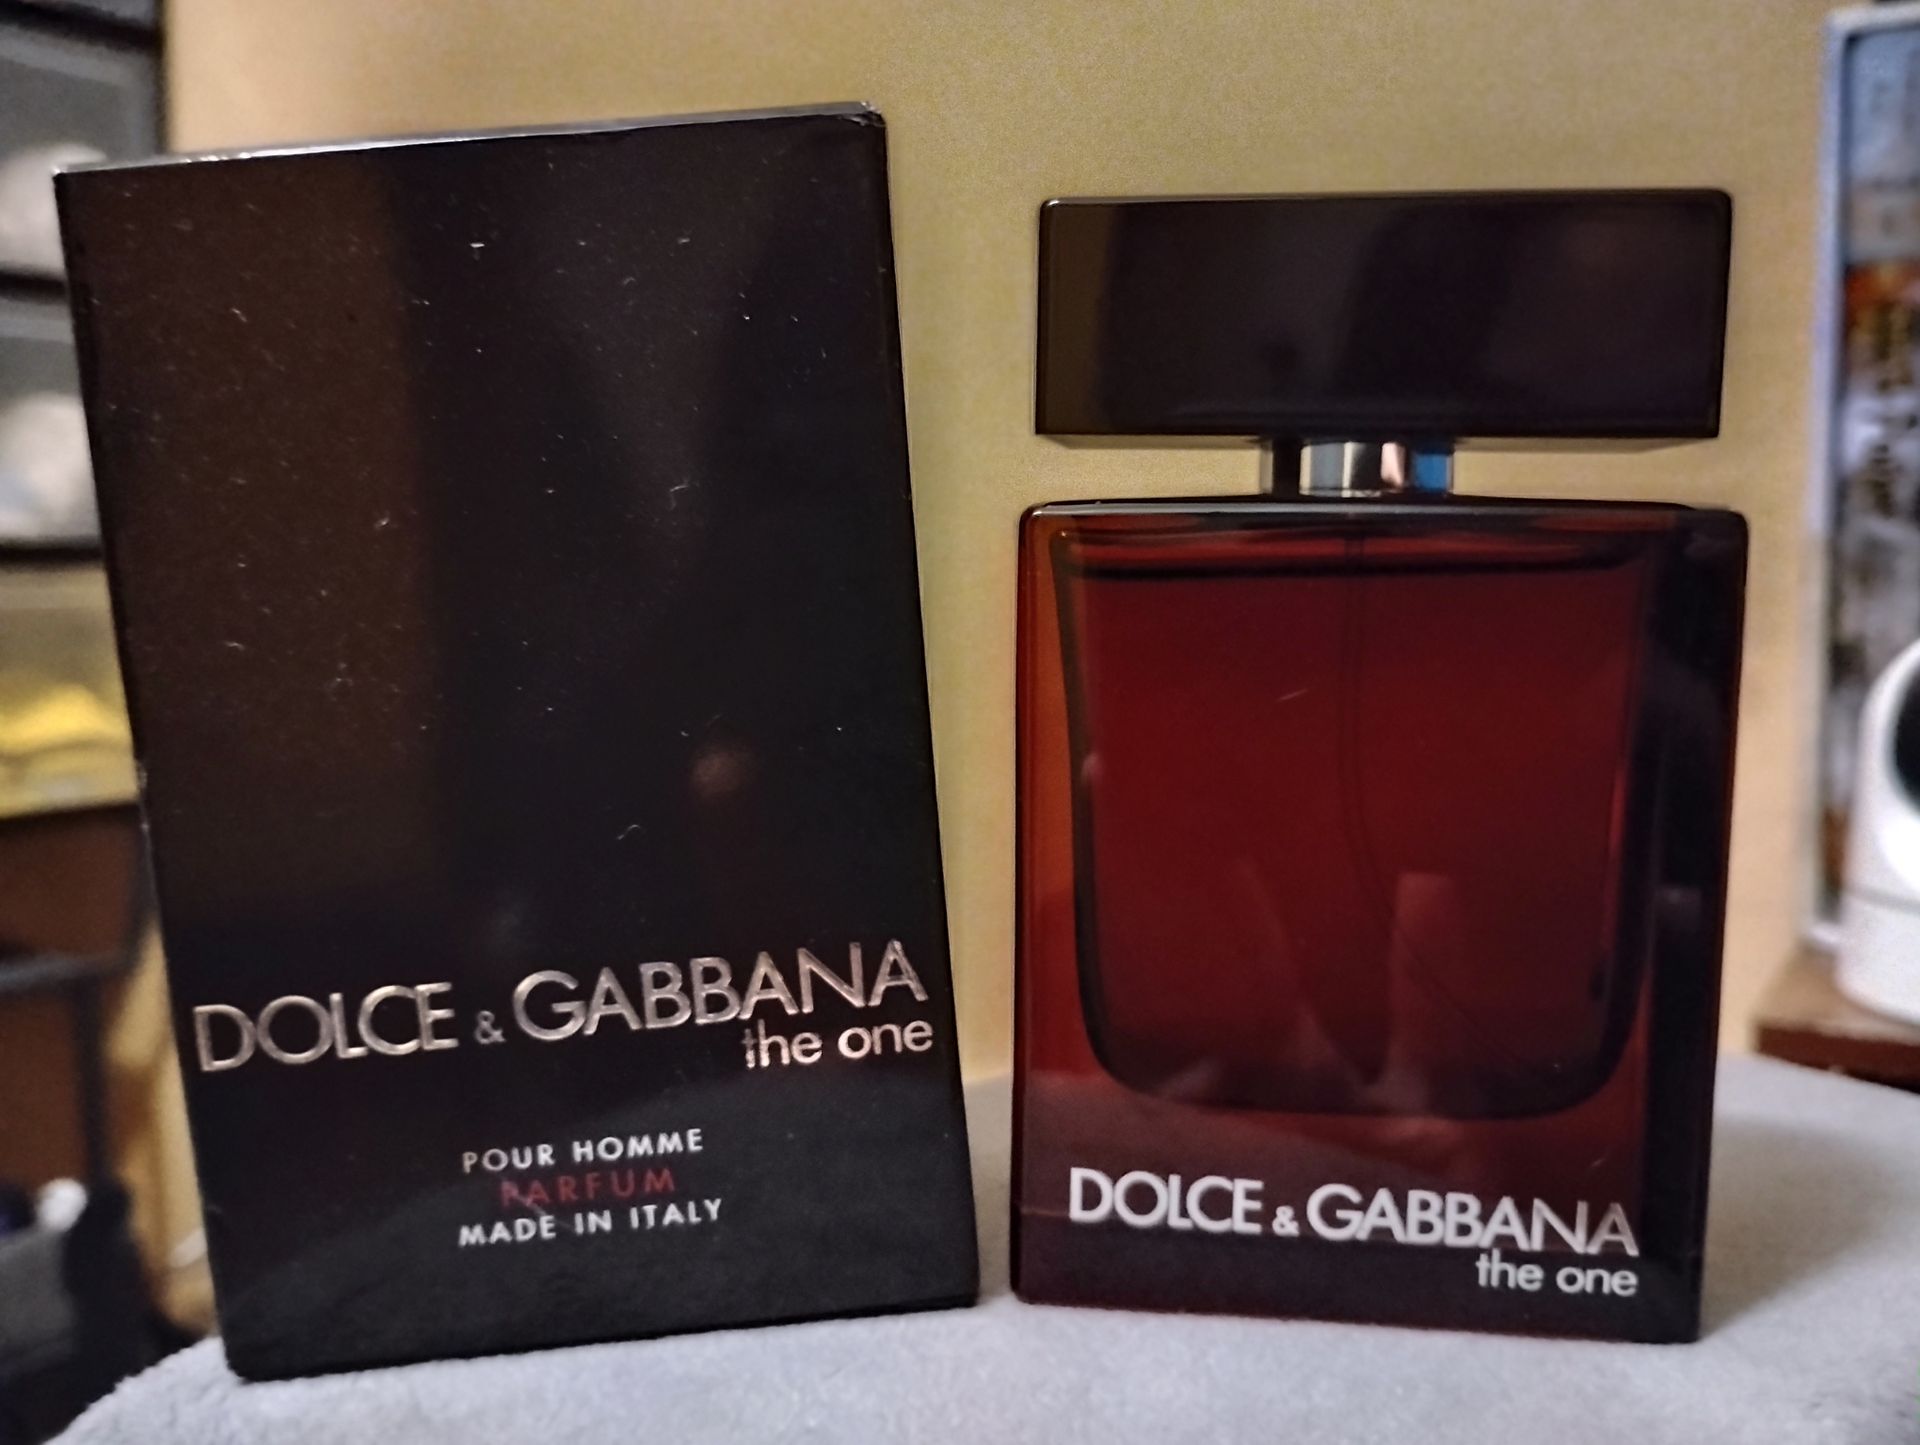 DOLCE & GABBANA
the one
POUR HOMME
PARFUM
MADE IN ITALY
DOLCE & GABBANA
the one